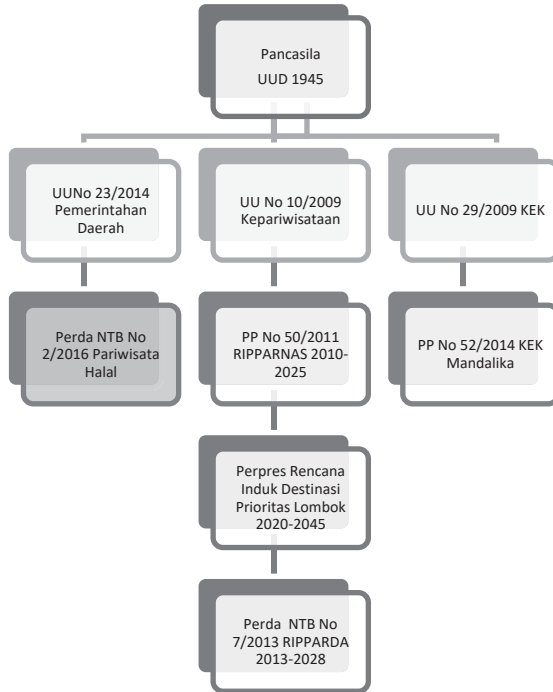 Pancasila
UUD 1945
UUNo 23/2014
Pemerintahan
Daerah
UU No 10/2009
Kepariwisataan
UU No 29/2009 KEK
Perda NTB No
2/2016 Pariwisata
Halal
PP No 50/2011
RIPPARNAS 2010-
2025
PP No 52/2014 KEK
Mandalika
Perpres Rencana
Induk Destinasi
Prioritas Lombok
2020-2045
Perda NTB No
7/2013 RIPPARDA
2013-2028